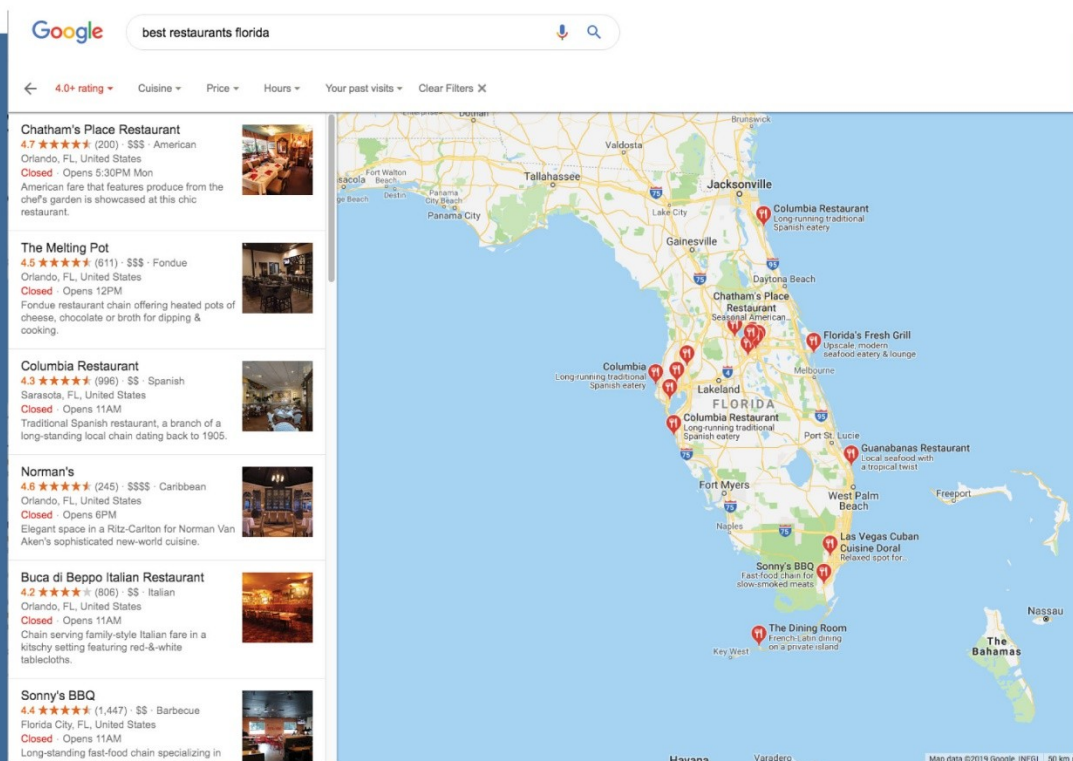 Google
best restaurants florida
4.0+ rating
Cuisine
Price
Hours
Your past visits
Clear Filters
Chatham's Place Restaurant
4.7 (200) · $$$ · American
Orlando, FL, United States
Closed · Opens 5:30PM Mon
American fare that features produce from the
chef's garden is showcased at this chic
restaurant.
The Melting Pot
4.5 (611) · $$$ · Fondue
Orlando, FL, United States
Closed · Opens 12PM
Fondue restaurant chain offering heated pots of
cheese, chocolate or broth for dipping &
cooking.
Columbia Restaurant
4.3 (996) · $$ · Spanish
Sarasota, FL, United States
Closed · Opens 11AM
Traditional Spanish restaurant, a branch of a
long-standing local chain dating back to 1905.
Norman's
4.6 (245) · $$$$ · Caribbean
Orlando, FL, United States
Closed · Opens 6PM
Elegant space in a Ritz-Carlton for Norman Van
Aken's sophisticated new-world cuisine.
Buca di Beppo Italian Restaurant
4.2 (806) · $$ · Italian
Orlando, FL, United States
Closed · Opens 11AM
Chain serving family-style Italian fare in a
kitschy setting featuring red-&-white
tablecloths.
Sonny's BBQ
4.4 (1,447) · $$ · Barbecue
Florida City, FL, United States
Closed · Opens 11AM
Long-standing fast-food chain specializing in
Dothan
Brunswick
Valdosta
Fort Walton
Beach
Destin
Panama
City Beach
Panama City
Tallahassee
75
Jacksonville
Lake City
Columbia Restaurant
Long-running traditional
Spanish eatery
Gainesville
95
75
Daytona Beach
Chatham's Place
Restaurant
Seasonal American...
Florida's Fresh Grill
Upscale, modern
seafood eatery & lounge
Columbia
Long-running traditional
Spanish eatery
4
Melbourne
Lakeland
FLORIDA
95
Columbia Restaurant
Long-running traditional
Spanish eatery
75
Port St. Lucie
Guanabanas Restaurant
Local seafood with
a tropical twist
Fort Myers
75
West Palm
Beach
Freeport
Naples
75
Las Vegas Cuban
Cuisine Doral
Relaxed spot for
Sonny's BBQ
Fast-food chain for
slow-smoked meats
The Dining Room
French-Latin dining
on a private island
Key West
Nassau
The
Bahamas
Havana
Varadero
Map data ©2019 Google, INEGI
50 km